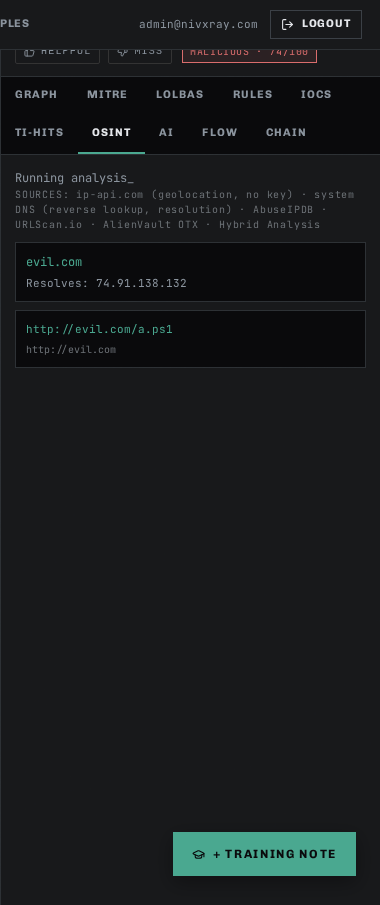 PLES
admin@nivxray.com
LOGOUT
HELPFUL
MISS
MALICIOUS · 74/100
GRAPH
MITRE
LOLBAS
RULES
IOCS
TI-HITS
OSINT
AI
FLOW
CHAIN
Running analysis_
SOURCES: ip-api.com (geolocation, no key) · system
DNS (reverse lookup, resolution) · AbuseIPDB ·
URLScan.io · AlienVault OTX · Hybrid Analysis
evil.com
Resolves: 74.91.138.132
http://evil.com/a.ps1
http://evil.com
+ TRAINING NOTE